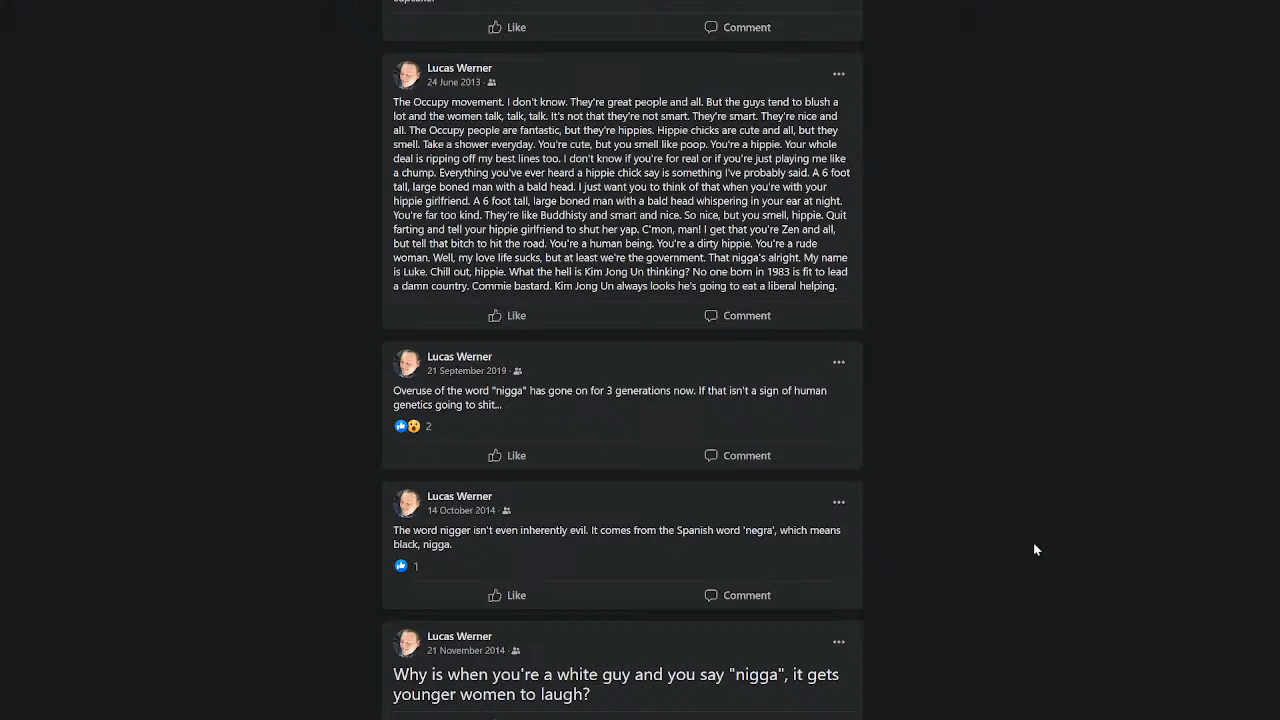 cupcake.
Like
Comment
Lucas Werner
24 June 2013 ·
The Occupy movement. I don't know. They're great people and all. But the guys tend to blush a
lot and the women talk, talk, talk. It's not that they're not smart. They're smart. They're nice and
all. The Occupy people are fantastic, but they're hippies. Hippie chicks are cute and all, but they
smell. Take a shower everyday. You're cute, but you smell like poop. You're a hippie. Your whole
deal is ripping off my best lines too. I don't know if you're for real or if you're just playing me like
a chump. Everything you've ever heard a hippie chick say is something I've probably said. A 6 foot
tall, large boned man with a bald head. I just want you to think of that when you're with your
hippie girlfriend. A 6 foot tall, large boned man with a bald head whispering in your ear at night.
You're far too kind. They're like Buddhisty and smart and nice. So nice, but you smell, hippie. Quit
farting and tell your hippie girlfriend to shut her yap. C'mon, man! I get that you're Zen and all,
but tell that bitch to hit the road. You're a human being. You're a dirty hippie. You're a rude
woman. Well, my love life sucks, but at least we're the government. That nigga's alright. My name
is Luke. Chill out, hippie. What the hell is Kim Jong Un thinking? No one born in 1983 is fit to lead
a damn country. Commie bastard. Kim Jong Un always looks he's going to eat a liberal helping.
Like
Comment
Lucas Werner
21 September 2019 ·
Overuse of the word "nigga" has gone on for 3 generations now. If that isn't a sign of human
genetics going to shit...
2
Like
Comment
Lucas Werner
14 October 2014 ·
The word nigger isn't even inherently evil. It comes from the Spanish word 'negra', which means
black, nigga.
1
Like
Comment
Lucas Werner
21 November 2014 ·
Why is when you're a white guy and you say "nigga", it gets
younger women to laugh?